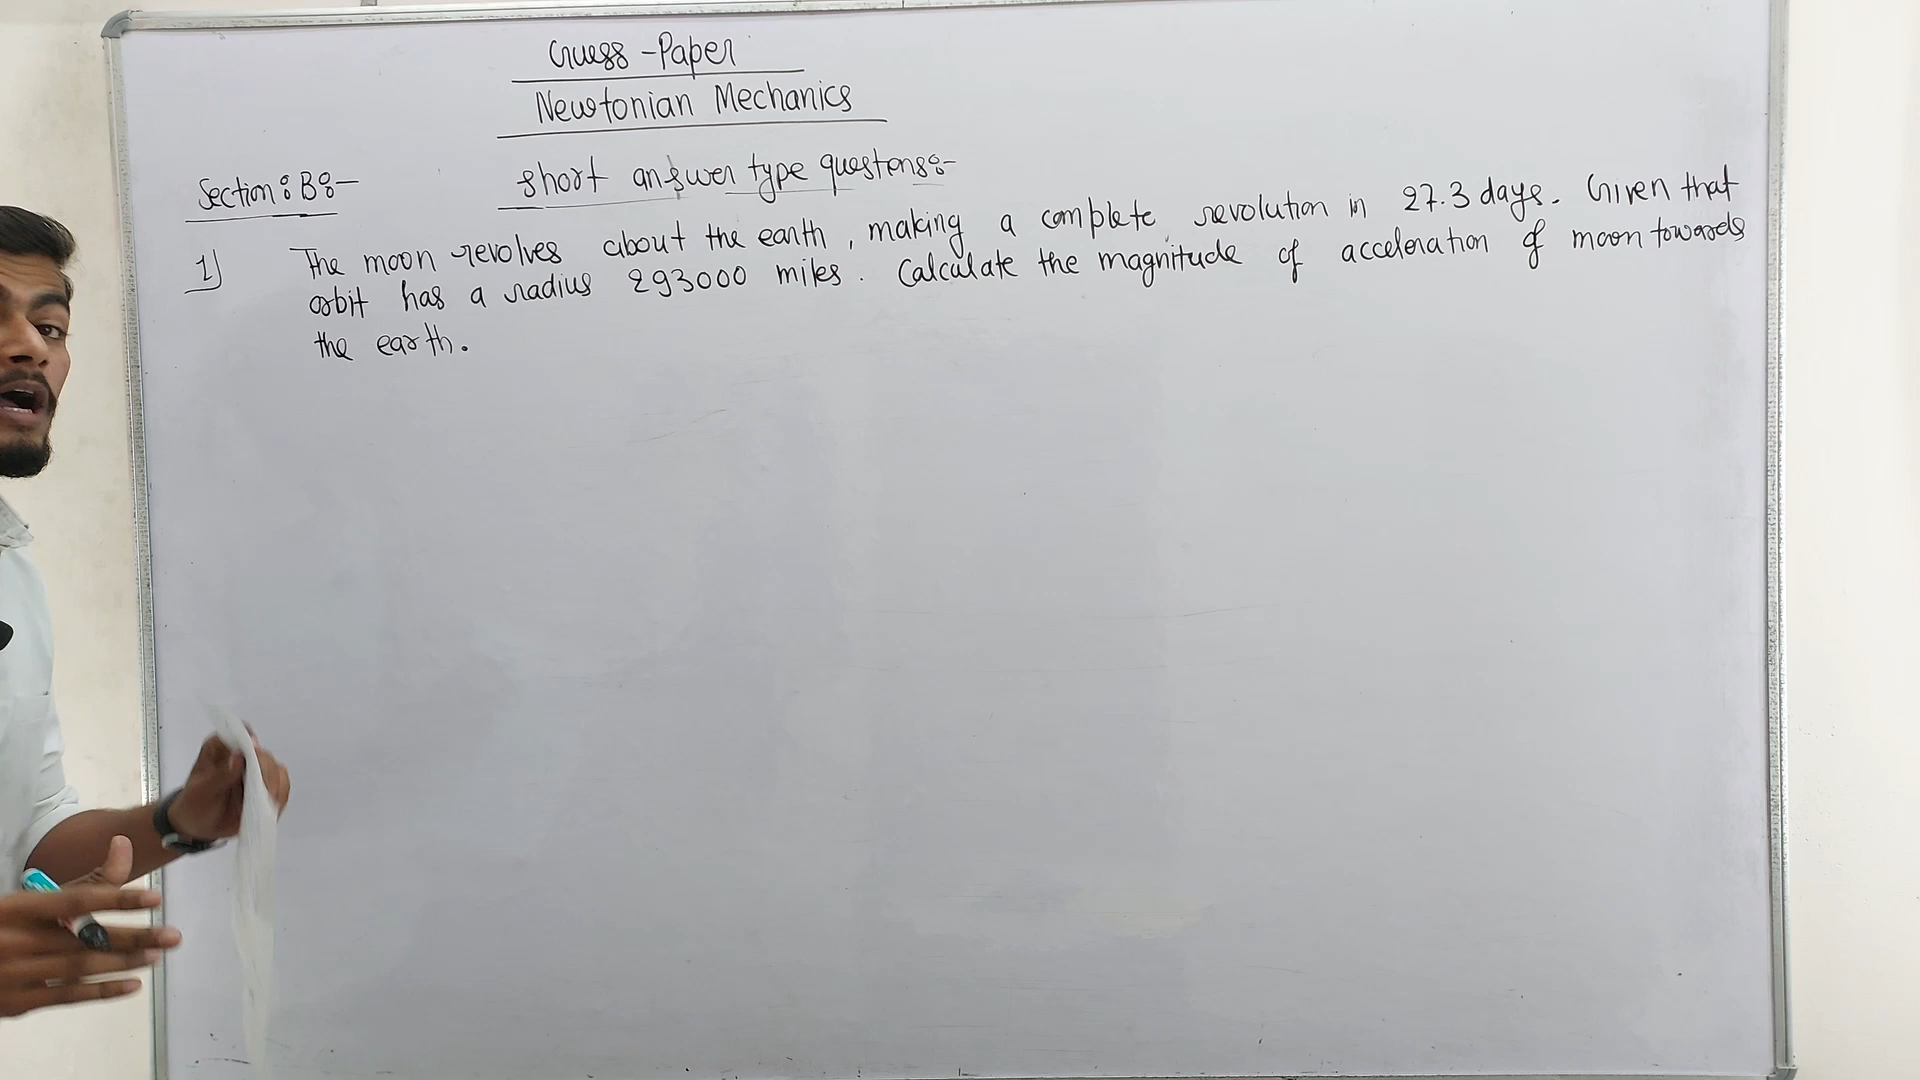 Guess-Paper
Newtonian Mechanics
Section:B:-
short answer type questons:-
1) The moon revolves about the earth, making a complete revolution in 27.3 days. Given that
orbit has a radius 293000 miles. Calculate the magnitude of acceleration of moon towards
the earth.